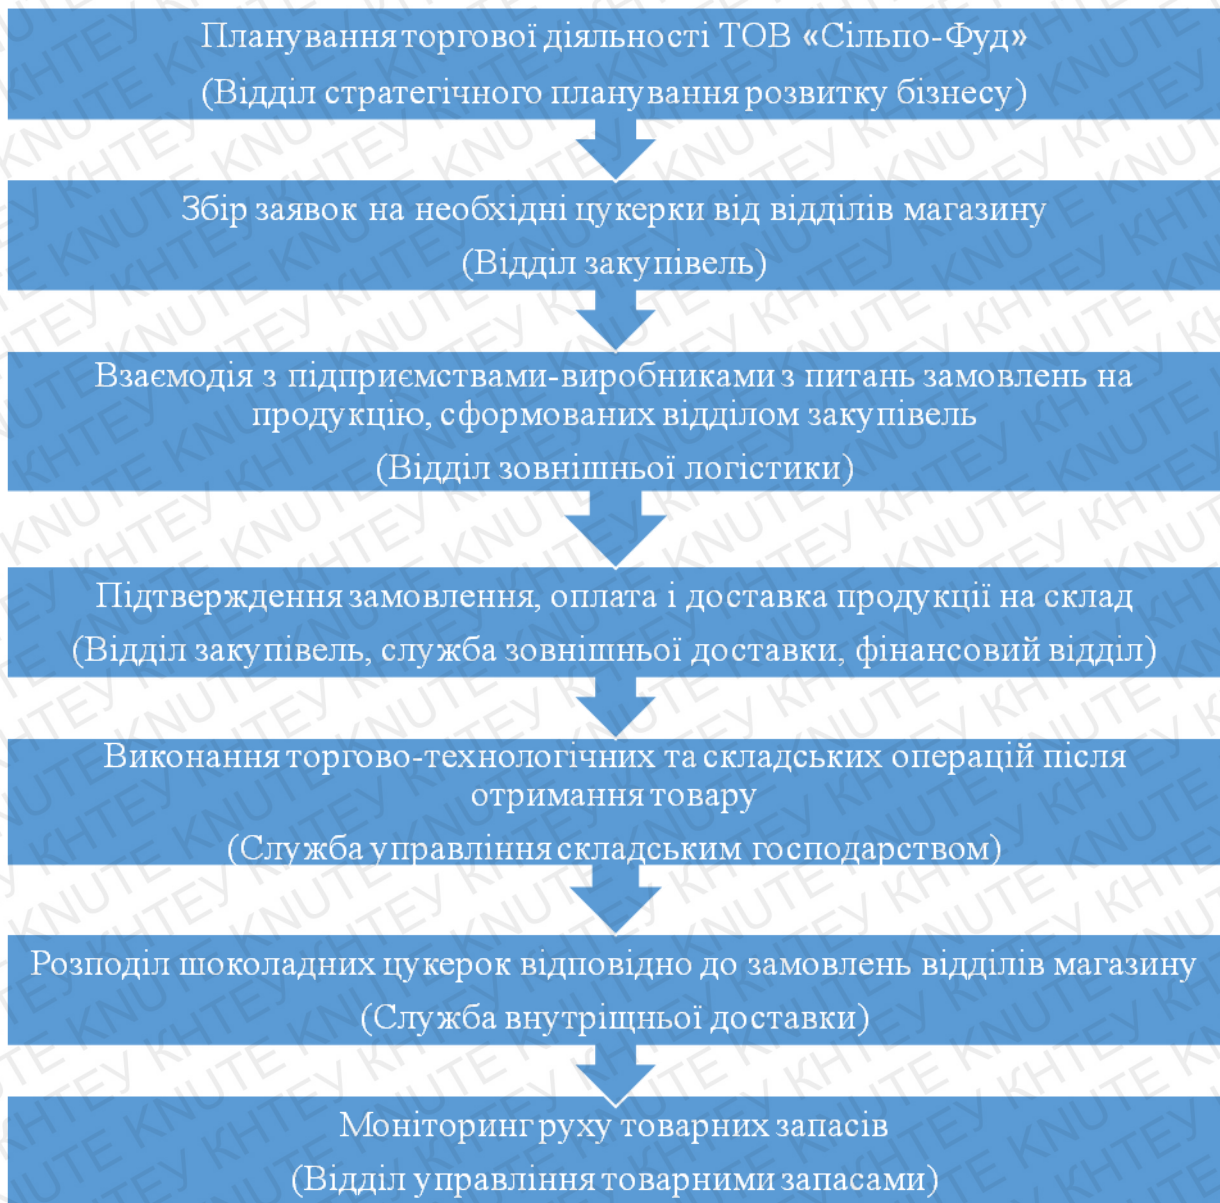 Планування торгової діяльності ТОВ «Сільпо-Фуд»
(Відділ стратегічного планування розвитку бізнесу)
Збір заявок на необхідні цукерки від відділів магазину
(Відділ закупівель)
Взаємодія з підприємствами-виробниками з питань замовлень на
продукцію, сформованих відділом закупівель
(Відділ зовнішньої логістики)
Підтверждення замовлення, оплата і доставка продукції на склад
(Відділ закупівель, служба зовнішньої доставки, фінансовий відділ)
Виконання торгово-технологічних та складських операцій після
отримання товару
(Служба управління складським господарством)
Розподіл шоколадних цукерок відповідно до замовлень відділів магазину
(Служба внутріщньої доставки)
Моніторинг руху товарних запасів
(Відділ управління товарними запасами)